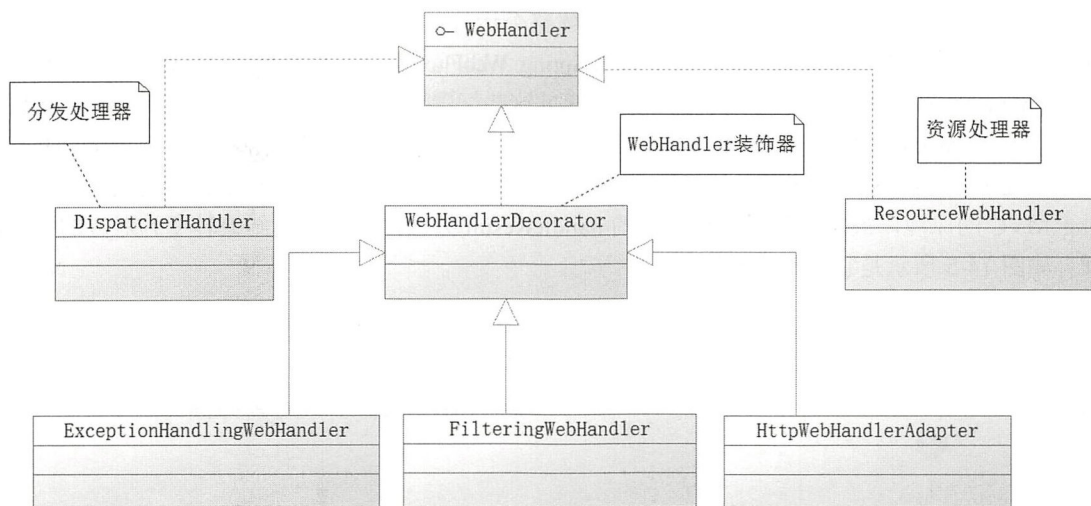 WebHandler
分发处理器
WebHandler装饰器
资源处理器
DispatcherHandler
WebHandlerDecorator
ResourceWebHandler
ExceptionHandlingWebHandler
FilteringWebHandler
HttpWebHandlerAdapter